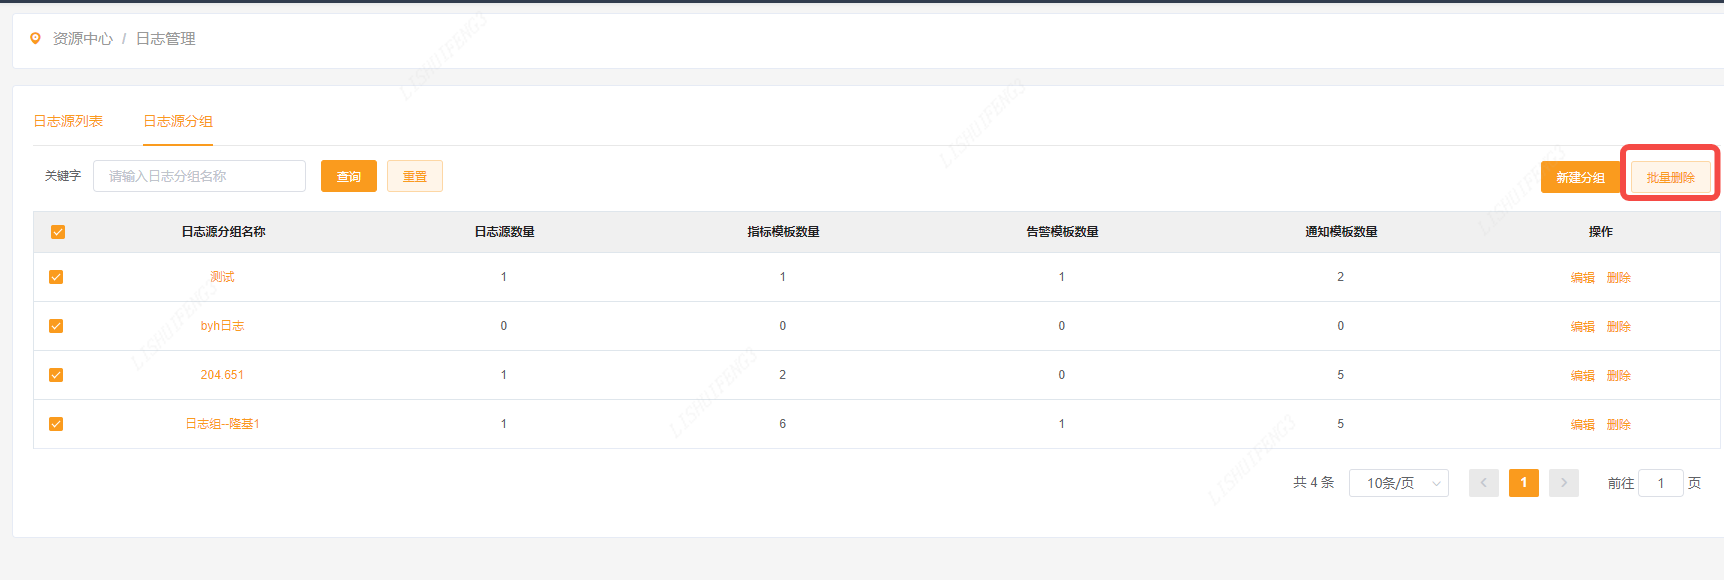 资源中心 / 日志管理
日志源列表 日志源分组
关键字 请输入日志分组名称 查询 重置 新建分组 批量删除
日志源分组名称 日志源数量 指标模板数量 告警模板数量 通知模板数量 操作
测试 1 1 1 2 编辑 删除
byh日志 0 0 0 0 编辑 删除
204.651 1 2 0 5 编辑 删除
日志组--隆基1 1 6 1 5 编辑 删除
共 4 条 10条/页 1 前往 1 页
LISHUIFENG3
LISHUIFENG3
LISHUIFENG3
LISHUIFENG3
LISHUIFENG3
LISHUIFENG3